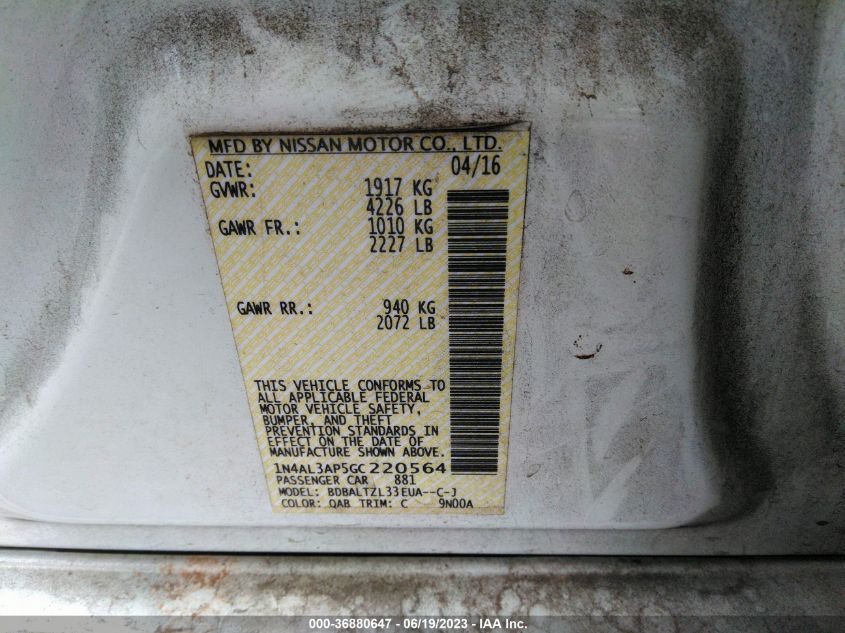 MFD BY NISSAN MOTOR CO., LTD.
DATE: 04/16
GVWR: 1917 KG
4226 LB
GAWR FR.: 1010 KG
2227 LB
GAWR RR.: 940 KG
2072 LB
THIS VEHICLE CONFORMS TO
ALL APPLICABLE FEDERAL
MOTOR VEHICLE SAFETY,
BUMPER, AND THEFT
PREVENTION STANDARDS IN
EFFECT ON THE DATE OF
MANUFACTURE SHOWN ABOVE.
1N4AL3AP5GC220564
PASSENGER CAR 881
MODEL: BDBALTZL33EUA--C-J
COLOR: QAB TRIM: C 9N00A
000-36880647 - 06/19/2023 - IAA Inc.